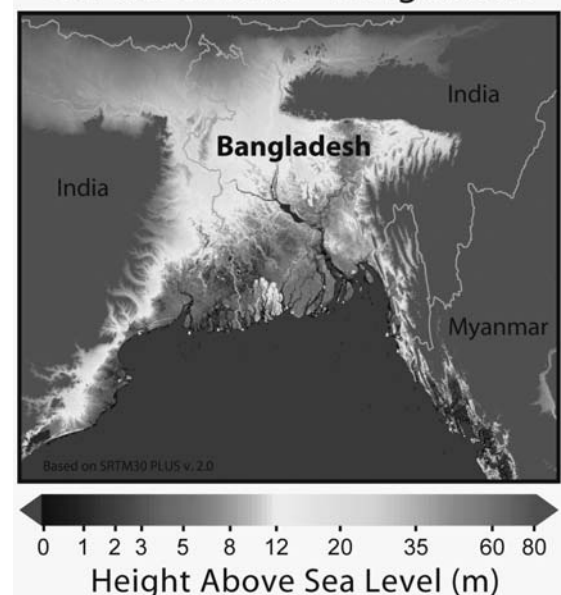 India
Bangladesh
India
Myanmar
Based on SRTM30 PLUS v. 2.0
0 1 2 3 5 8 12 20 35 60 80
Height Above Sea Level (m)